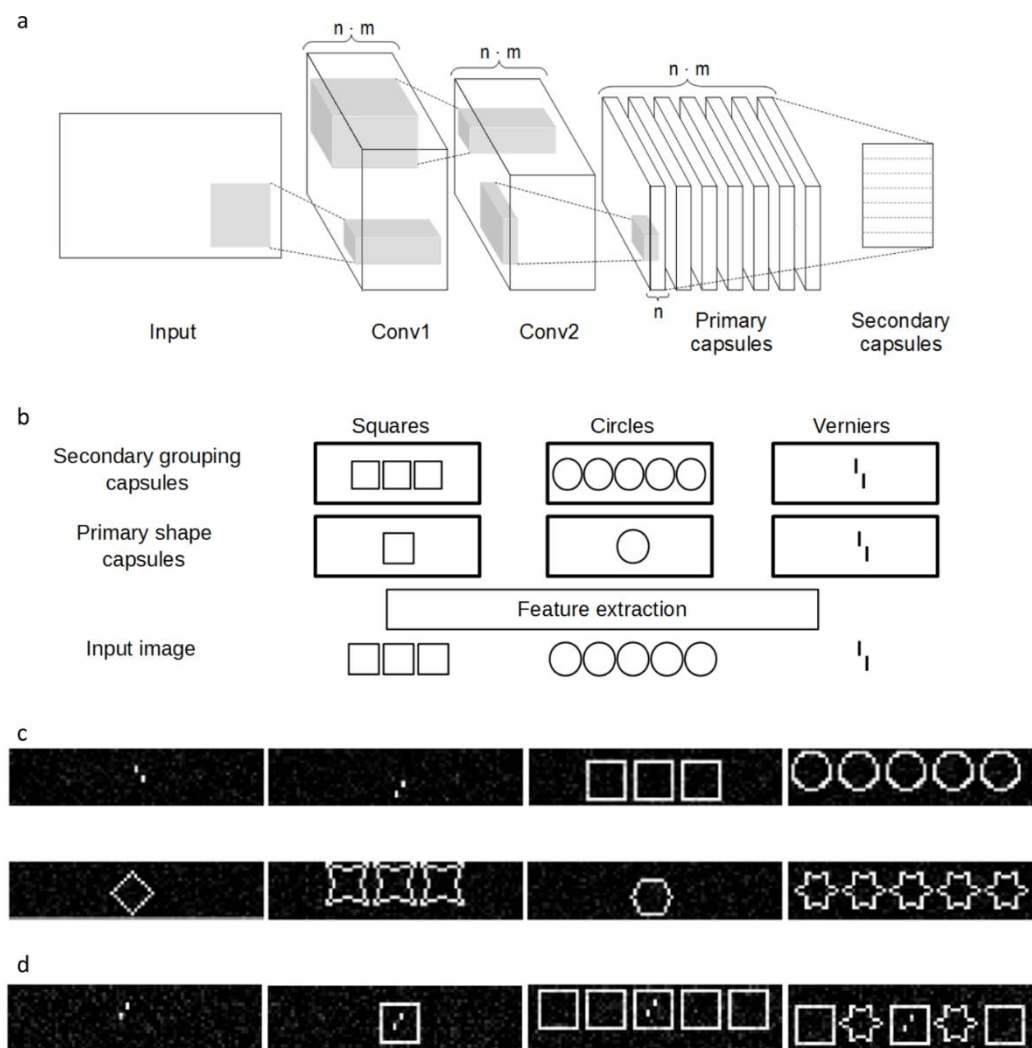 a
n · m
n · m
n · m
n
Input
Conv1
Conv2
Primary
capsules
Secondary
capsules
b
Squares
Circles
Verniers
Secondary grouping
capsules
Primary shape
capsules
Feature extraction
Input image
c
d